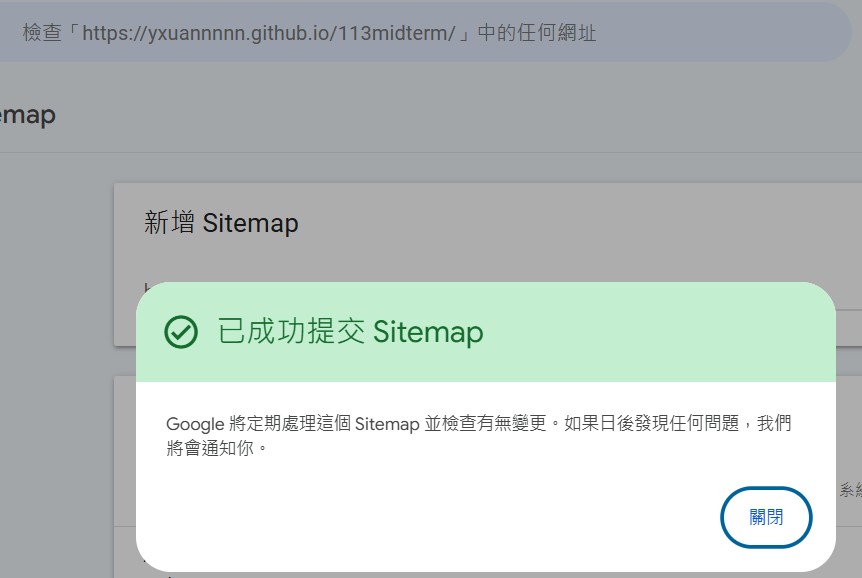 檢查「https://yxuannnnn.github.io/113midterm/」中的任何網址
emap
新增 Sitemap
已成功提交 Sitemap
Google 將定期處理這個 Sitemap 並檢查有無變更。如果日後發現任何問題，我們
將會通知你。
系統
關閉